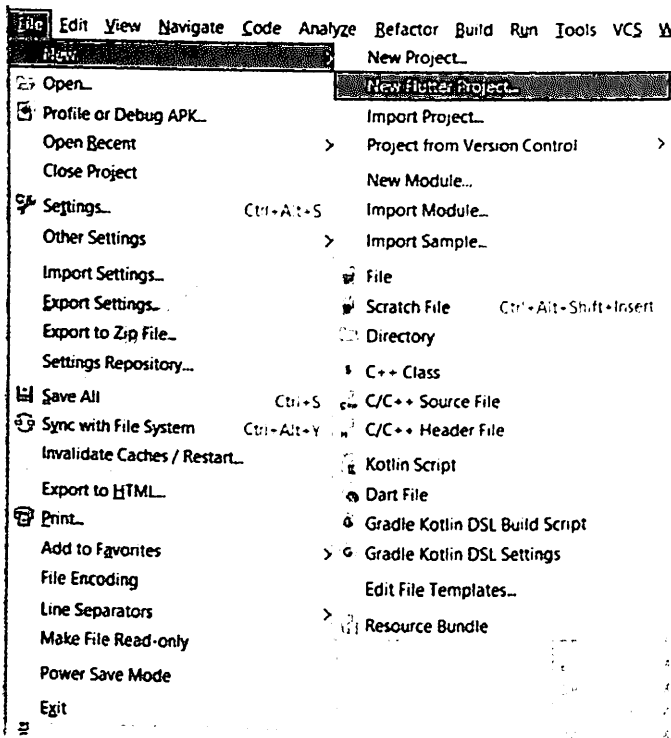 File Edit View Navigate Code Analyze Refactor Build Run Tools VCS W
New
Open...
Profile or Debug APK...
Open Recent
Close Project
Settings... Ctrl+Alt+S
Other Settings
Import Settings...
Export Settings...
Export to Zip File...
Settings Repository...
Save All Ctrl+S
Sync with File System Ctrl+Alt+Y
Invalidate Caches / Restart...
Export to HTML...
Print...
Add to Favorites
File Encoding
Line Separators
Make File Read-only
Power Save Mode
Exit
New Project...
New Flutter Project...
Import Project...
Project from Version Control
New Module...
Import Module...
Import Sample...
File
Scratch File Ctrl+Alt+Shift+Insert
Directory
C++ Class
C/C++ Source File
C/C++ Header File
Kotlin Script
Dart File
Gradle Kotlin DSL Build Script
Gradle Kotlin DSL Settings
Edit File Templates...
Resource Bundle